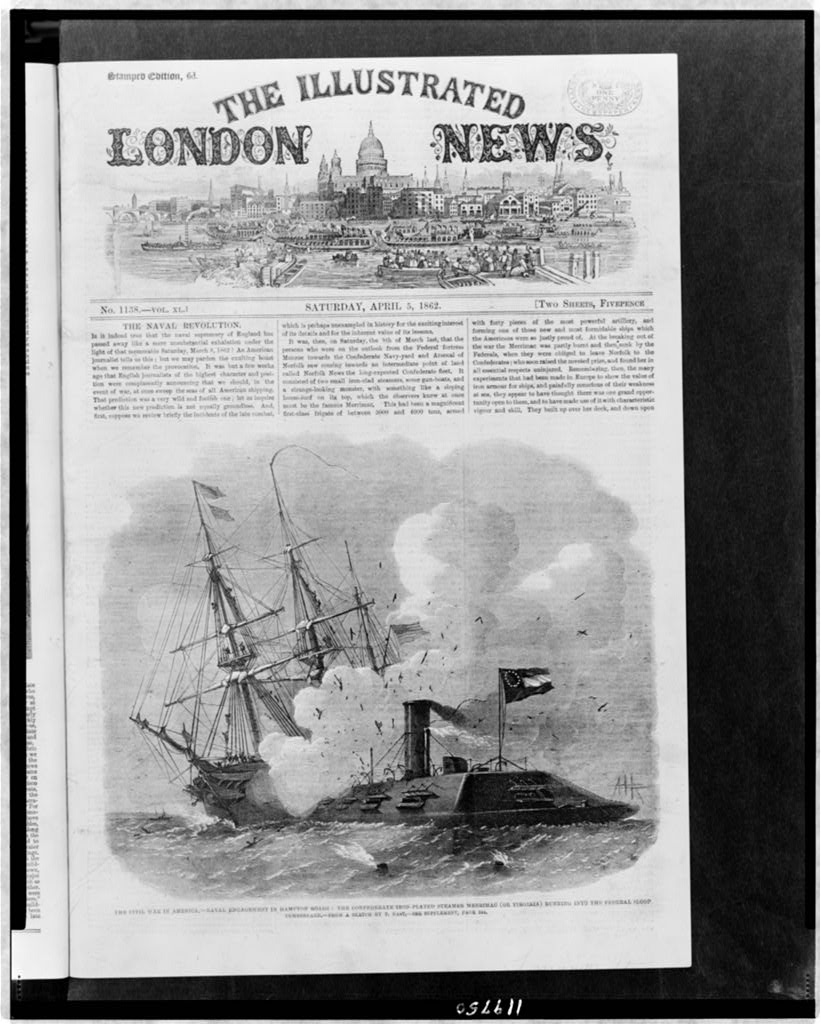 Stamped Edition, 6d.
THE ILLUSTRATED
LONDON NEWS.
ONE
PENNY
No. 1138.—VOL. XL.]
SATURDAY, APRIL 5, 1862.
[TWO SHEETS, FIVEPENCE
THE NAVAL REVOLUTION.
Is it indeed true that the naval supremacy of England has
passed away like a mere unsubstantial exhalation under the
light of that memorable Saturday, March 8, 1862? An American
journalist tells us this; but we may pardon the exulting boast
when we remember the provocation. It was but a few weeks
ago that English journalists of the highest character and posi-
tion were complacently announcing that we should, in the
event of war, at once sweep the seas of all American shipping.
That prediction was a very wild and foolish one; let us inquire
whether this new prediction is not equally groundless. And,
first, suppose we review briefly the incidents of the late combat,
which is perhaps unexampled in history for the exciting interest
of its details and for the inherent value of its lessons.
It was, then, on Saturday, the 8th of March last, that the
persons who were on the outlook from the Federal fortress
Monroe towards the Confederate Navy-yard and Arsenal of
Norfolk saw coming towards an intermediate point of land
called Norfolk News the long-expected Confederate fleet. It
consisted of two small iron-clad steamers, some gun-boats, and
a strange-looking monster, with something like a sloping
house-roof on its top, which the observers knew at once
must be the famous Merrimac. This had been a magnificent
first-class frigate of between 3000 and 4000 tons, armed
with forty pieces of the most powerful artillery, and
forming one of those new and most formidable ships which
the Americans were so justly proud of. At the breaking out of
the war the Merrimac was partly burnt and then sunk by the
Federals, when they were obliged to leave Norfolk to the
Confederates; who soon raised the nested prize, and found her in
all essential respects uninjured. Remembering, then, the many
experiments that had been made in Europe to show the value of
iron armour for ships, and painfully conscious of their weakness
at sea, they appear to have thought there was one grand oppor-
tunity open to them, and to have made use of it with characteristic
vigour and skill. They built up over her deck, and down upon
THE CIVIL WAR IN AMERICA.—NAVAL ENGAGEMENT IN HAMPTON ROADS: THE CONFEDERATE IRON-PLATED STEAMER MERRIMAC (OR VIRGINIA) RUNNING INTO THE FEDERAL SLOOP
CUMBERLAND.—FROM A SKETCH BY T. NAST.—SEE SUPPLEMENT, PAGE
119750